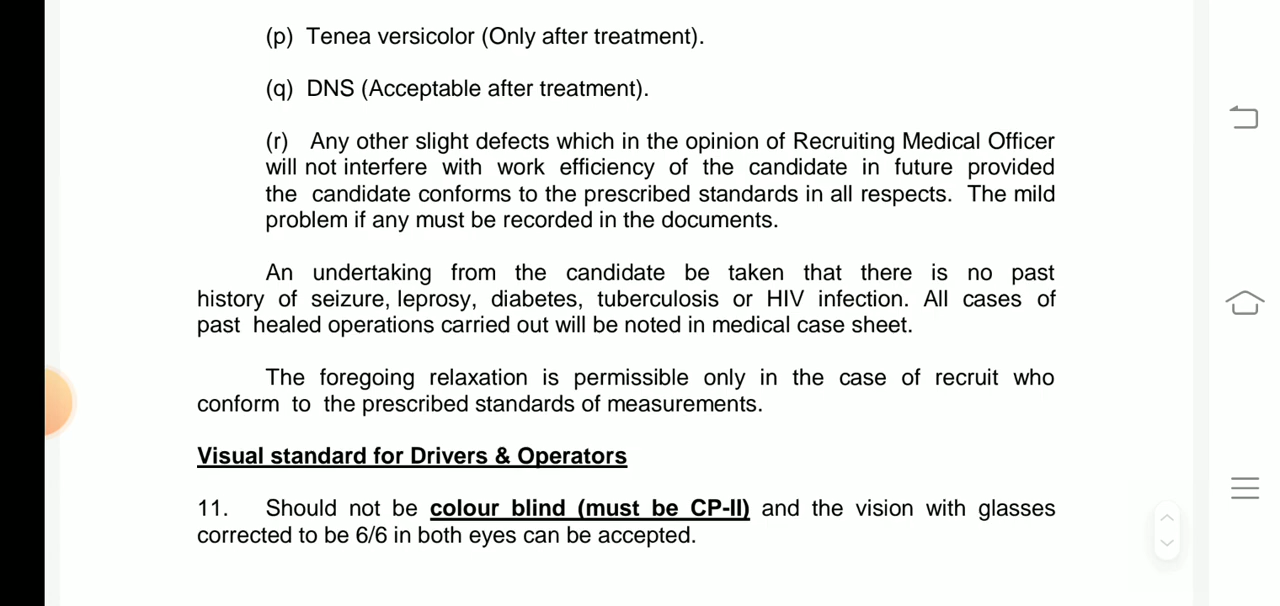 (p) Tenea versicolor (Only after treatment).
(q) DNS (Acceptable after treatment).
(r) Any other slight defects which in the opinion of Recruiting Medical Officer
will not interfere with work efficiency of the candidate in future provided
the candidate conforms to the prescribed standards in all respects. The mild
problem if any must be recorded in the documents.
An undertaking from the candidate be taken that there is no past
history of seizure, leprosy, diabetes, tuberculosis or HIV infection. All cases of
past healed operations carried out will be noted in medical case sheet.
The foregoing relaxation is permissible only in the case of recruit who
conform to the prescribed standards of measurements.
Visual standard for Drivers & Operators
11. Should not be colour blind (must be CP-II) and the vision with glasses
corrected to be 6/6 in both eyes can be accepted.